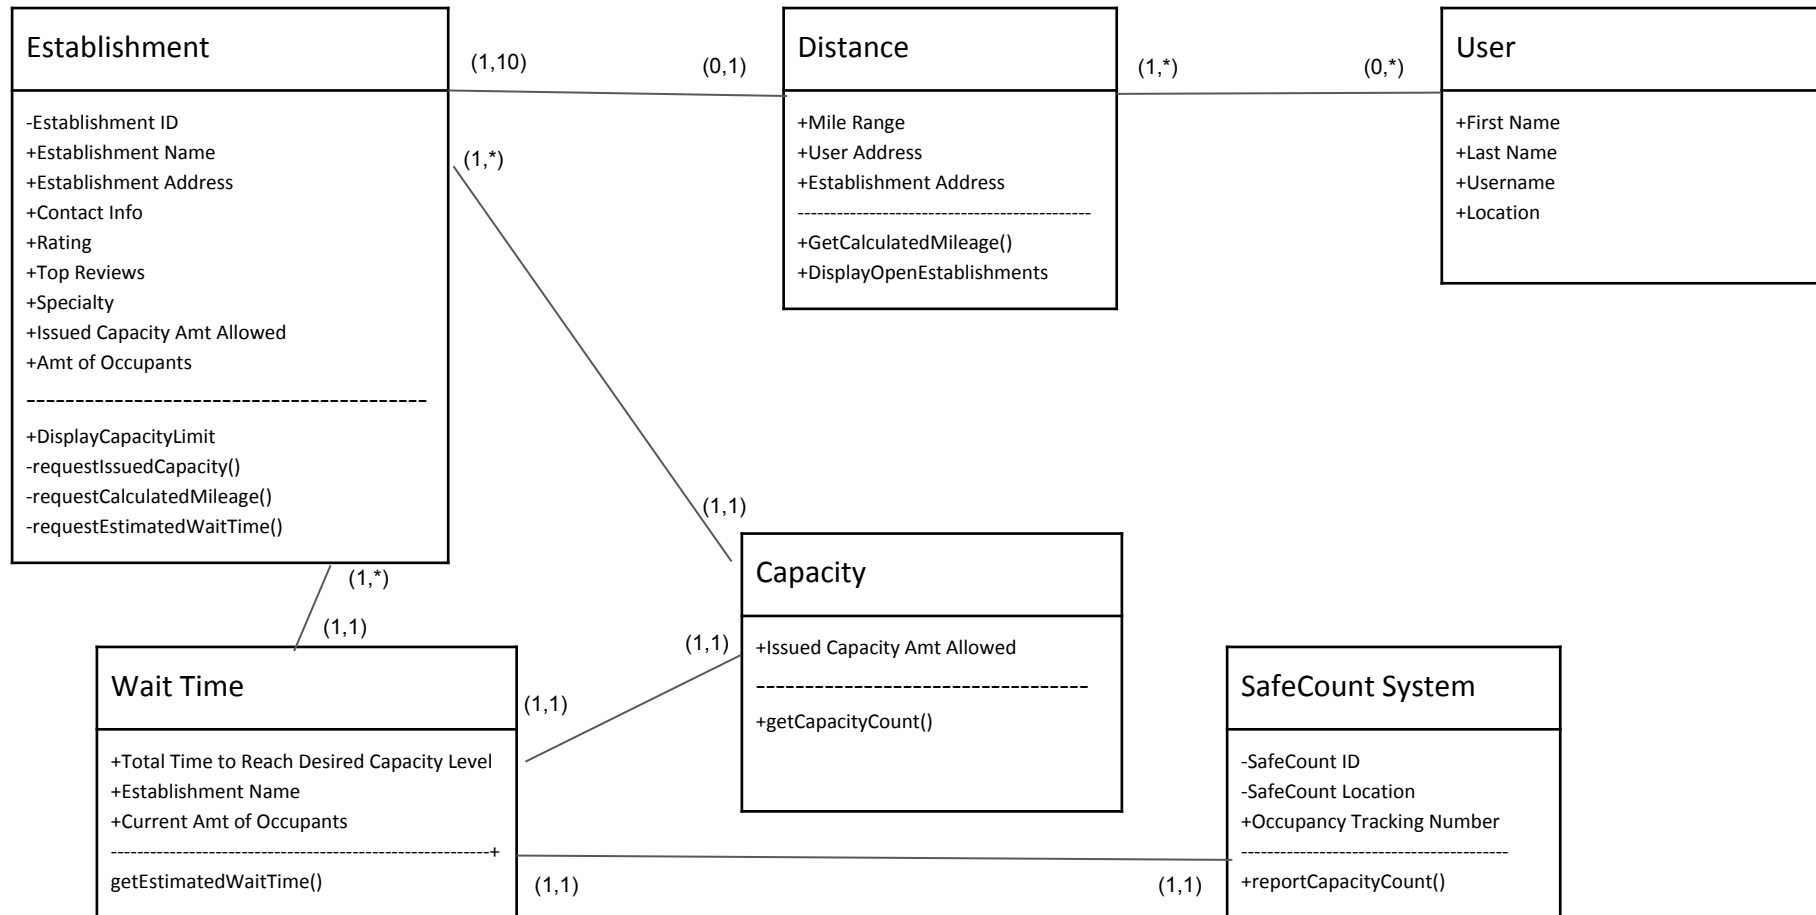 Establishment
-Establishment ID
+Establishment Name
+Establishment Address
+Contact Info
+Rating
+Top Reviews
+Specialty
+Issued Capacity Amt Allowed
+Amt of Occupants
-----------------------------------------
+DisplayCapacityLimit
-requestIssuedCapacity()
-requestCalculatedMileage()
-requestEstimatedWaitTime()
(1,10)
(0,1)
Distance
+Mile Range
+User Address
+Establishment Address
---------------------------------------------
+GetCalculatedMileage()
+DisplayOpenEstablishments
(1,*)
(0,*)
User
+First Name
+Last Name
+Username
+Location
(1,*)
(1,1)
(1,*)
(1,1)
Capacity
+Issued Capacity Amt Allowed
----------------------------------
+getCapacityCount()
(1,1)
(1,1)
Wait Time
+Total Time to Reach Desired Capacity Level
+Establishment Name
+Current Amt of Occupants
----------------------------------------------------------+
getEstimatedWaitTime()
(1,1)
(1,1)
SafeCount System
-SafeCount ID
-SafeCount Location
+Occupancy Tracking Number
-----------------------------------------
+reportCapacityCount()